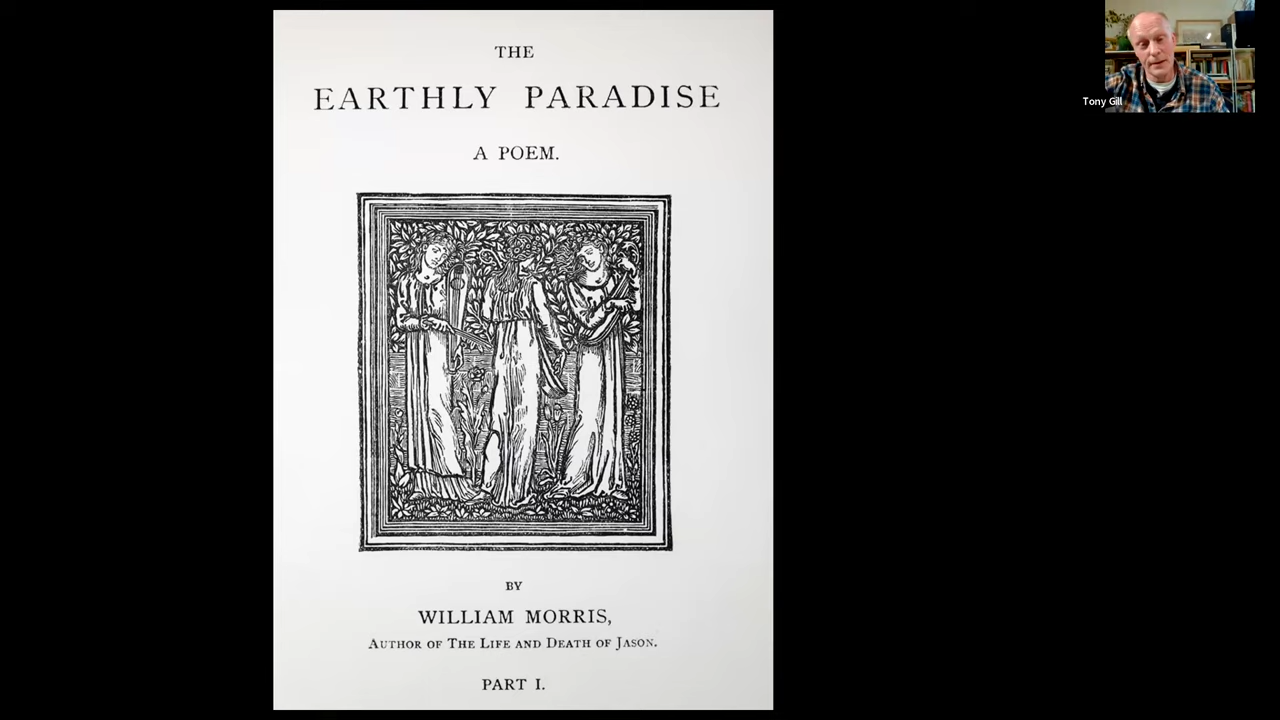 THE
EARTHLY PARADISE
A POEM.
BY
WILLIAM MORRIS,
AUTHOR OF THE LIFE AND DEATH OF JASON.
PART I.
Tony Gill